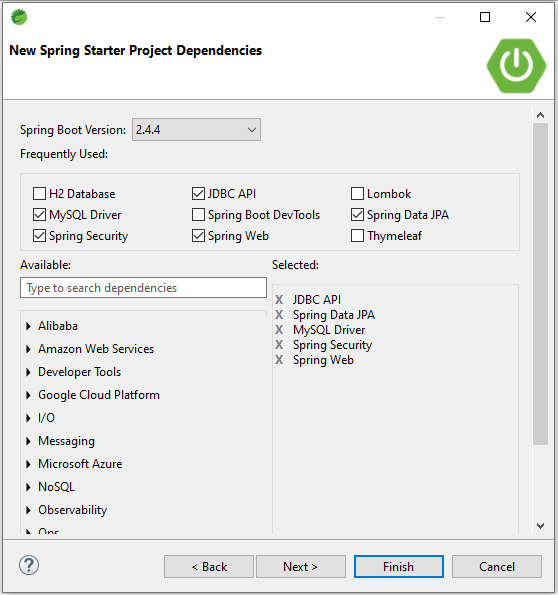 New Spring Starter Project Dependencies
Spring Boot Version: 2.4.4
Frequently Used:
H2 Database JDBC API Lombok
MySQL Driver Spring Boot DevTools Spring Data JPA
Spring Security Spring Web Thymeleaf
Available: Selected:
Type to search dependencies
X JDBC API
X Spring Data JPA
X MySQL Driver
X Spring Security
X Spring Web
Alibaba
Amazon Web Services
Developer Tools
Google Cloud Platform
I/O
Messaging
Microsoft Azure
NoSQL
Observability
Ops
? < Back Next > Finish Cancel